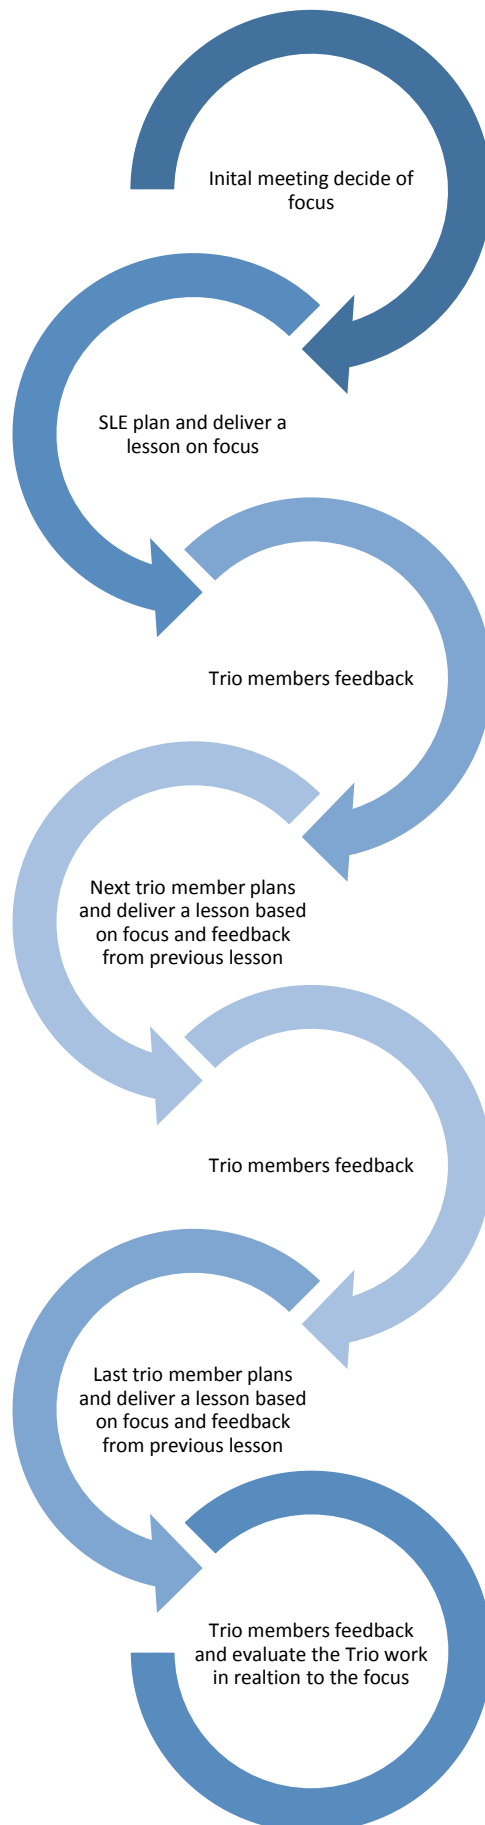 Inital meeting decide of
focus
SLE plan and deliver a
lesson on focus
Trio members feedback
Next trio member plans
and deliver a lesson based
on focus and feedback
from previous lesson
Trio members feedback
Last trio member plans
and deliver a lesson based
on focus and feedback
from previous lesson
Trio members feedback
and evaluate the Trio work
in realtion to the focus